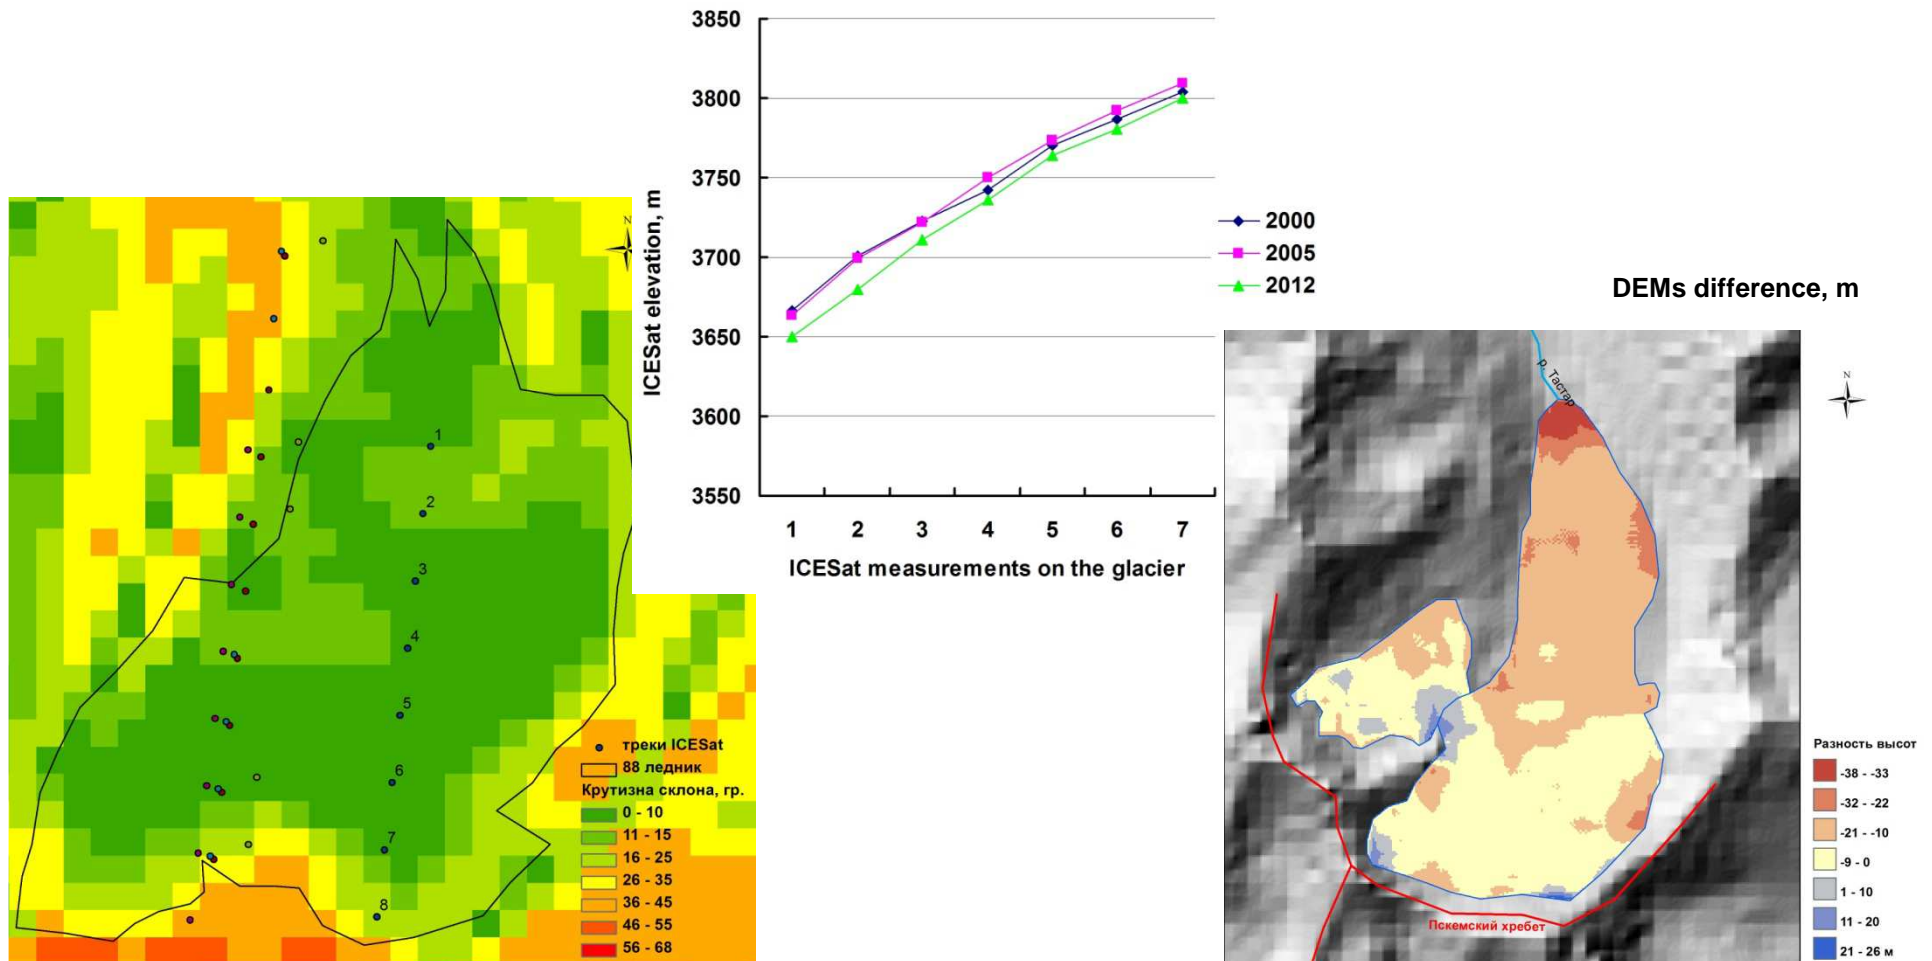 N
1
2
3
4
5
6
7
8
треки ICESat
88 ледник
Крутизна склона, гр.
0 - 10
11 - 15
16 - 25
26 - 35
36 - 45
46 - 55
56 - 68
ICESat elevation, m
3850
3800
3750
3700
3650
3600
3550
1 2 3 4 5 6 7
ICESat measurements on the glacier
2000
2005
2012
DEMs difference, m
N
р. Тастар
Пскемский хребет
Разность высот
-38 - -33
-32 - -22
-21 - -10
-9 - 0
1 - 10
11 - 20
21 - 26 м